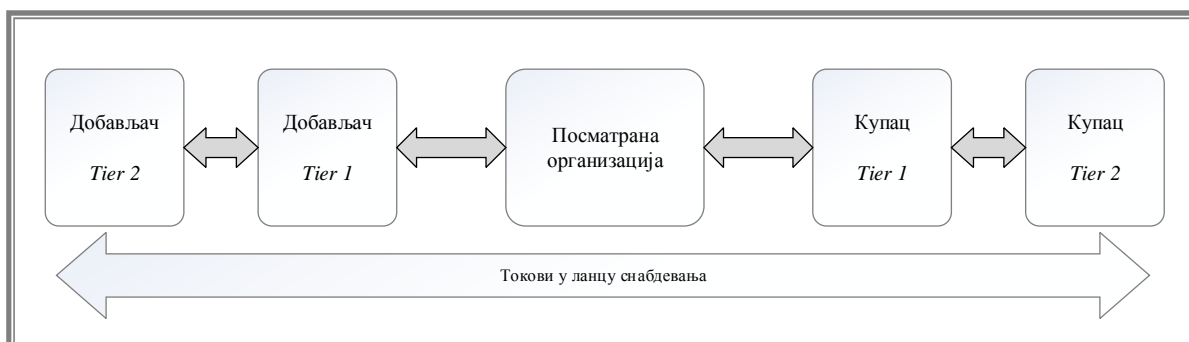 Добављач
Tier 2
Добављач
Tier 1
Посматрана
организација
Купац
Tier 1
Купац
Tier 2
Токови у ланцу снабдевања